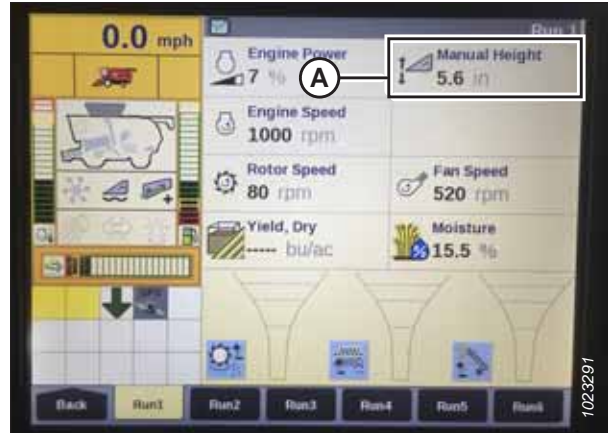 0.0 mph
Run 1
Engine Power
7 %
A
Manual Height
5.6 in
Engine Speed
1000 rpm
Rotor Speed
80 rpm
Fan Speed
520 rpm
Yield, Dry
----- bu/ac
Moisture
15.5 %
Back
Run1
Run2
Run3
Run4
Run5
Run6
1023291